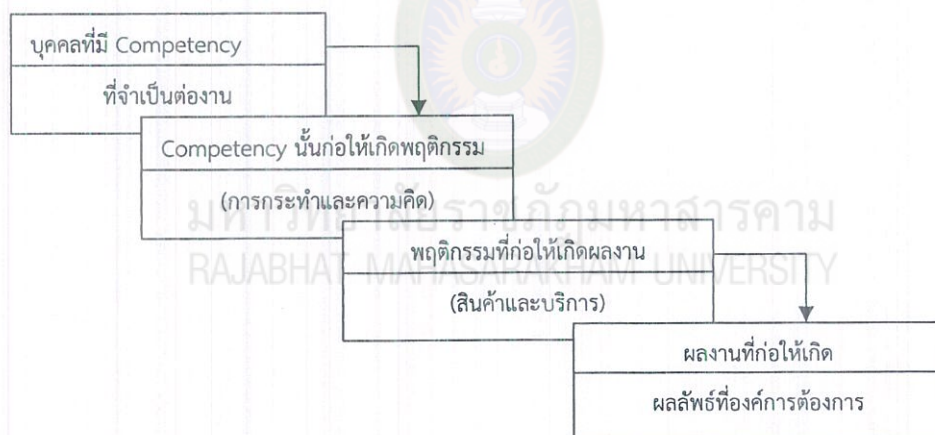 บุคคลที่มี Competency
ที่จำเป็นต่องาน
Competency นั้นก่อให้เกิดพฤติกรรม
(การกระทำและความคิด)
มหาวิทยาลัยราชภัฏมหาสารคาม
พฤติกรรมที่ก่อให้เกิดผลงาน
RAJABHAT MAHASARAKHAM UNIVERSITY
(สินค้าและบริการ)
ผลงานที่ก่อให้เกิด
ผลลัพธ์ที่องค์การต้องการ